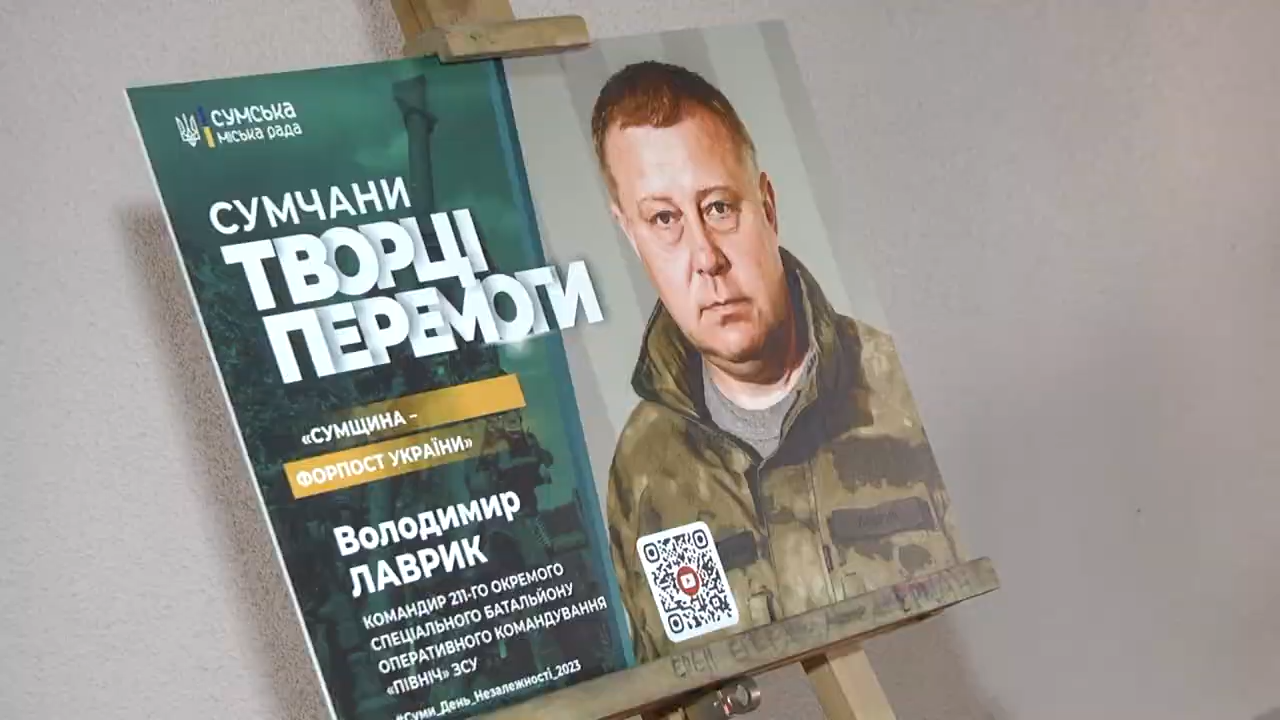 СУМСЬКА
МІСЬКА РАДА
СУМЧАНИ
ТВОРЦІ
ПЕРЕМОГИ
«СУМЩИНА –
ФОРПОСТ УКРАЇНИ»
Володимир
ЛАВРИК
КОМАНДИР 211-ГО ОКРЕМОГО
СПЕЦІАЛЬНОГО БАТАЛЬЙОНУ
ОПЕРАТИВНОГО КОМАНДУВАННЯ
«ПІВНІЧ» ЗСУ
#Суми_День_Незалежності_2023